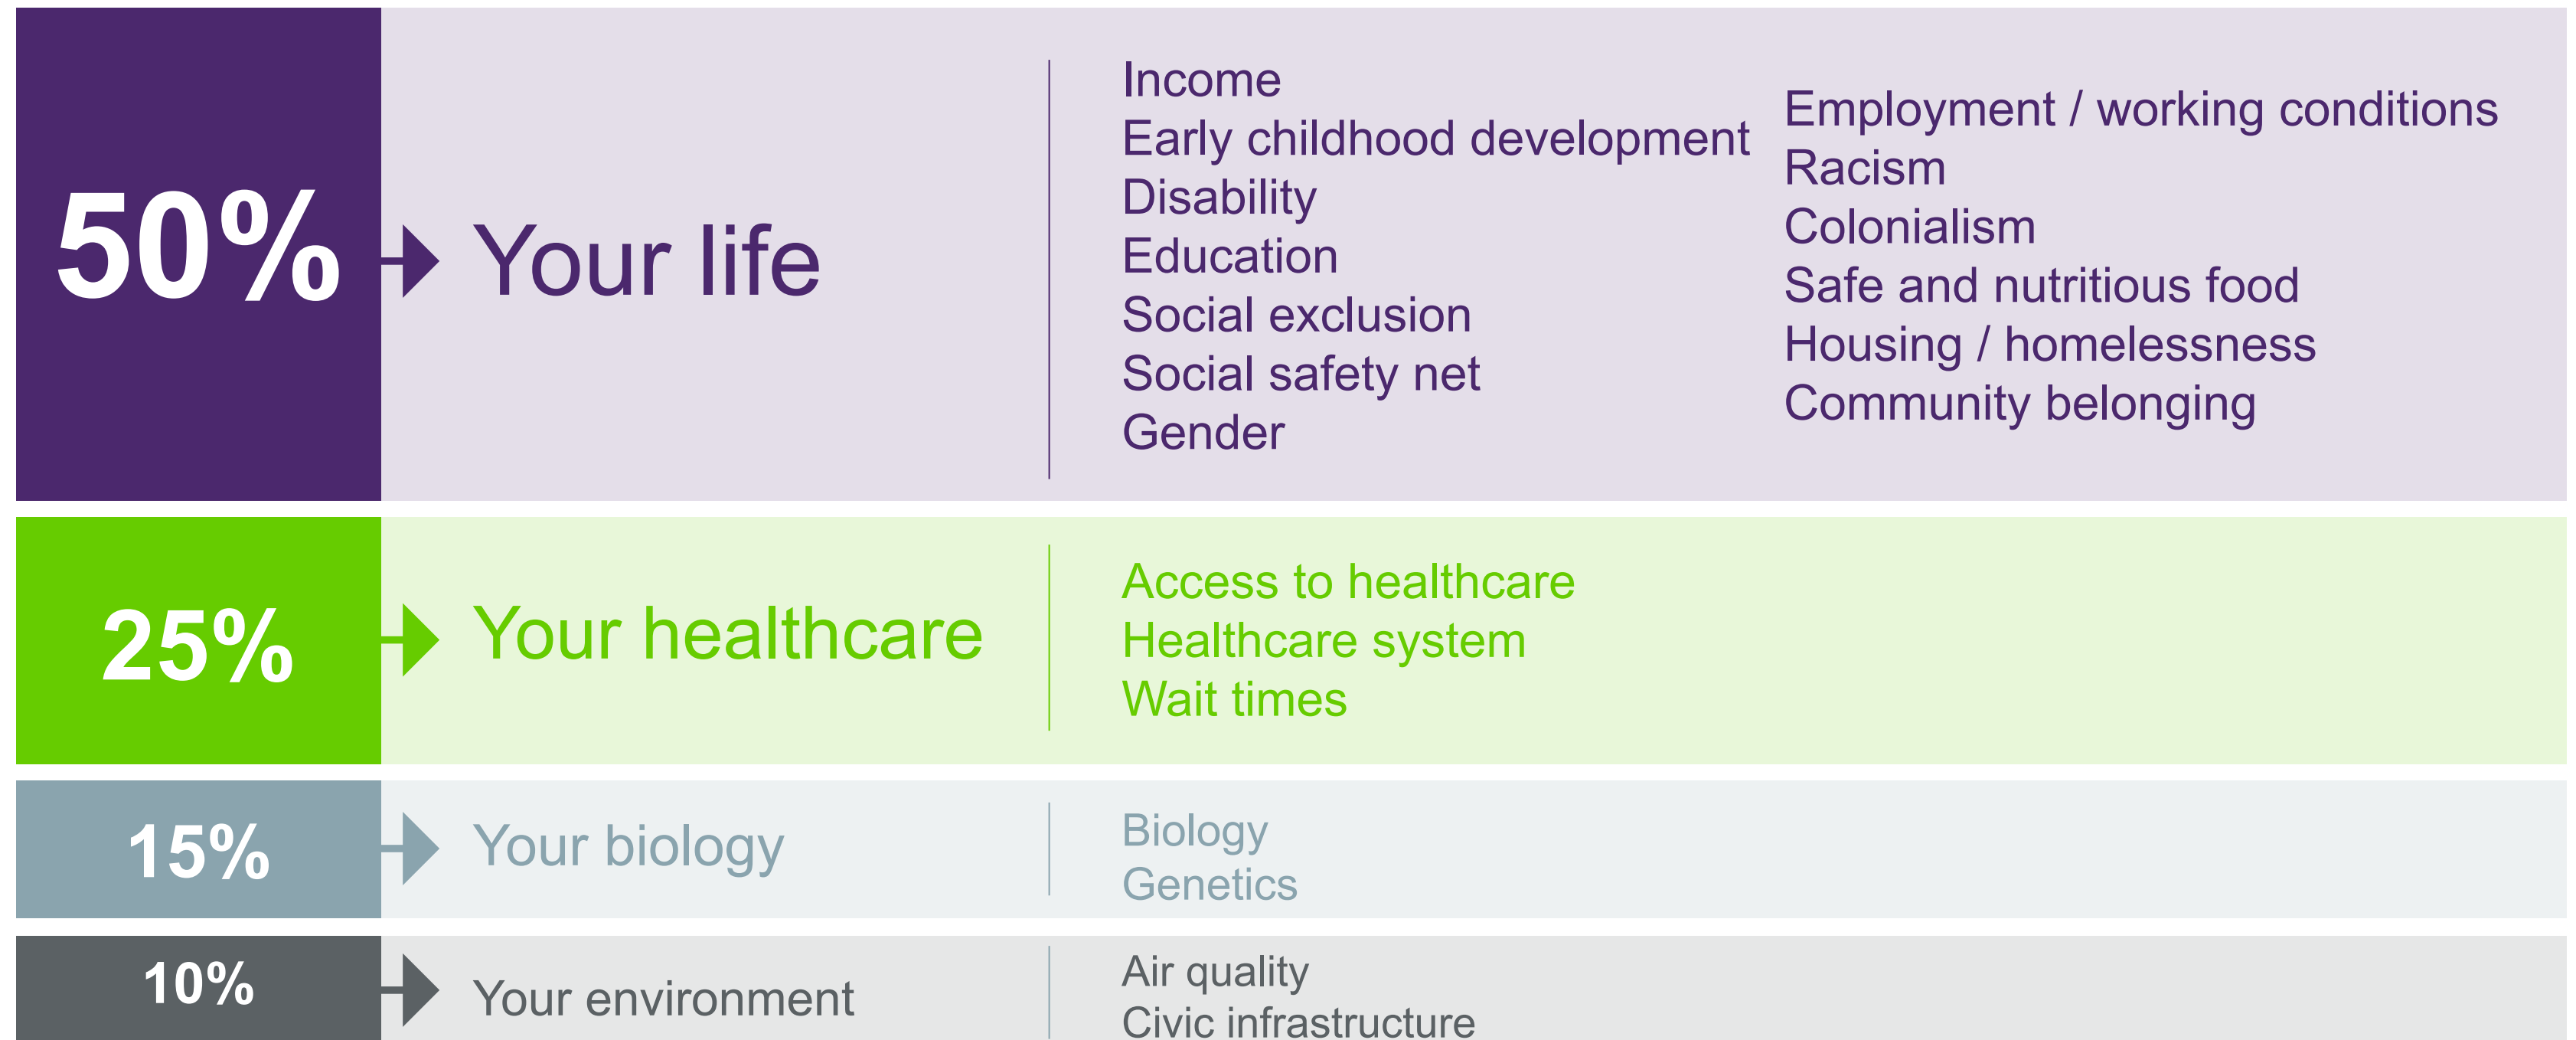 50%
Your life
Income
Early childhood development
Disability
Education
Social exclusion
Social safety net
Gender
Employment / working conditions
Racism
Colonialism
Safe and nutritious food
Housing / homelessness
Community belonging
25%
Your healthcare
Access to healthcare
Healthcare system
Wait times
15%
Your biology
Biology
Genetics
10%
Your environment
Air quality
Civic infrastructure